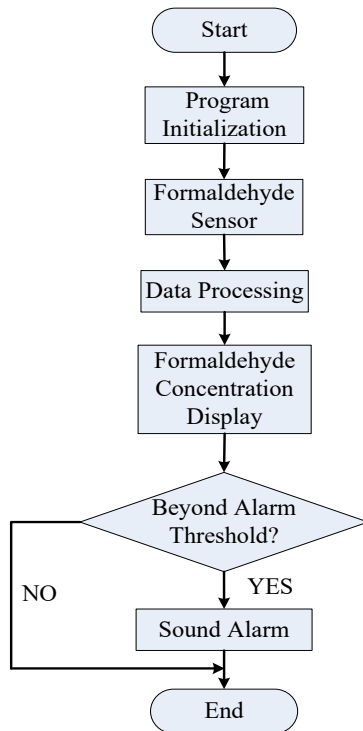 Start
Program
Initialization
Formaldehyde
Sensor
Data Processing
Formaldehyde
Concentration
Display
Beyond Alarm
Threshold?
NO
YES
Sound Alarm
End